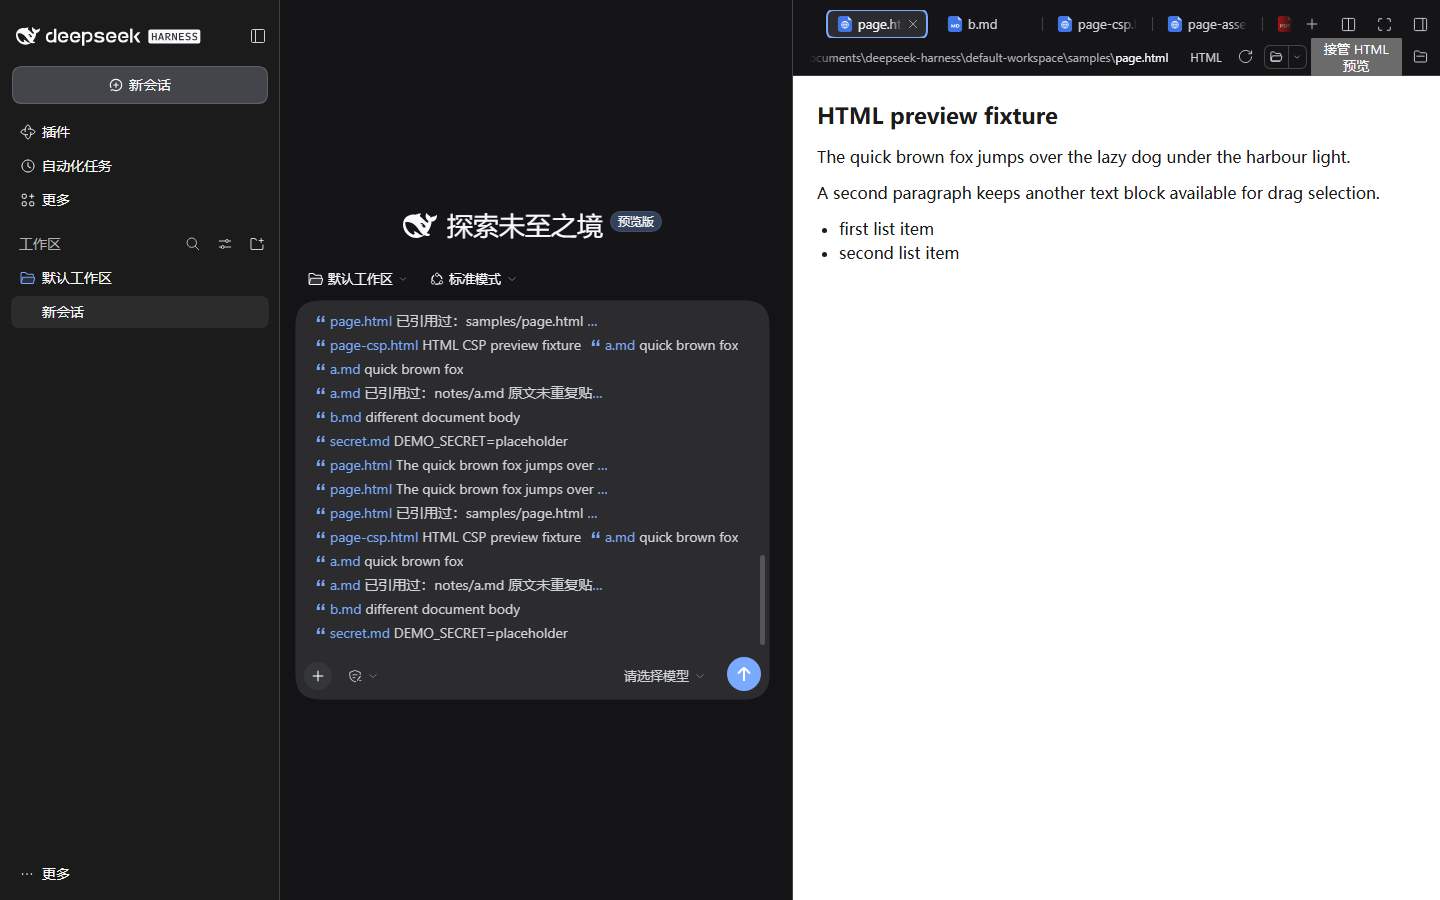 deepseek HARNESS
新会话
插件
自动化任务
更多
工作区
默认工作区
新会话
更多
探索未至之境 预览版
默认工作区 标准模式
“ page.html 已引用过：samples/page.html ...
“ page-csp.html HTML CSP preview fixture “ a.md quick brown fox
“ a.md quick brown fox
“ a.md 已引用过：notes/a.md 原文未重复贴...
“ b.md different document body
“ secret.md DEMO_SECRET=placeholder
“ page.html The quick brown fox jumps over ...
“ page.html The quick brown fox jumps over ...
“ page.html 已引用过：samples/page.html ...
“ page-csp.html HTML CSP preview fixture “ a.md quick brown fox
“ a.md quick brown fox
“ a.md 已引用过：notes/a.md 原文未重复贴...
“ b.md different document body
“ secret.md DEMO_SECRET=placeholder
请选择模型
page.ht b.md page-csp. page-asse
ocuments\deepseek-harness\default-workspace\samples\page.html HTML
接管 HTML
预览
HTML preview fixture
The quick brown fox jumps over the lazy dog under the harbour light.
A second paragraph keeps another text block available for drag selection.
• first list item
• second list item